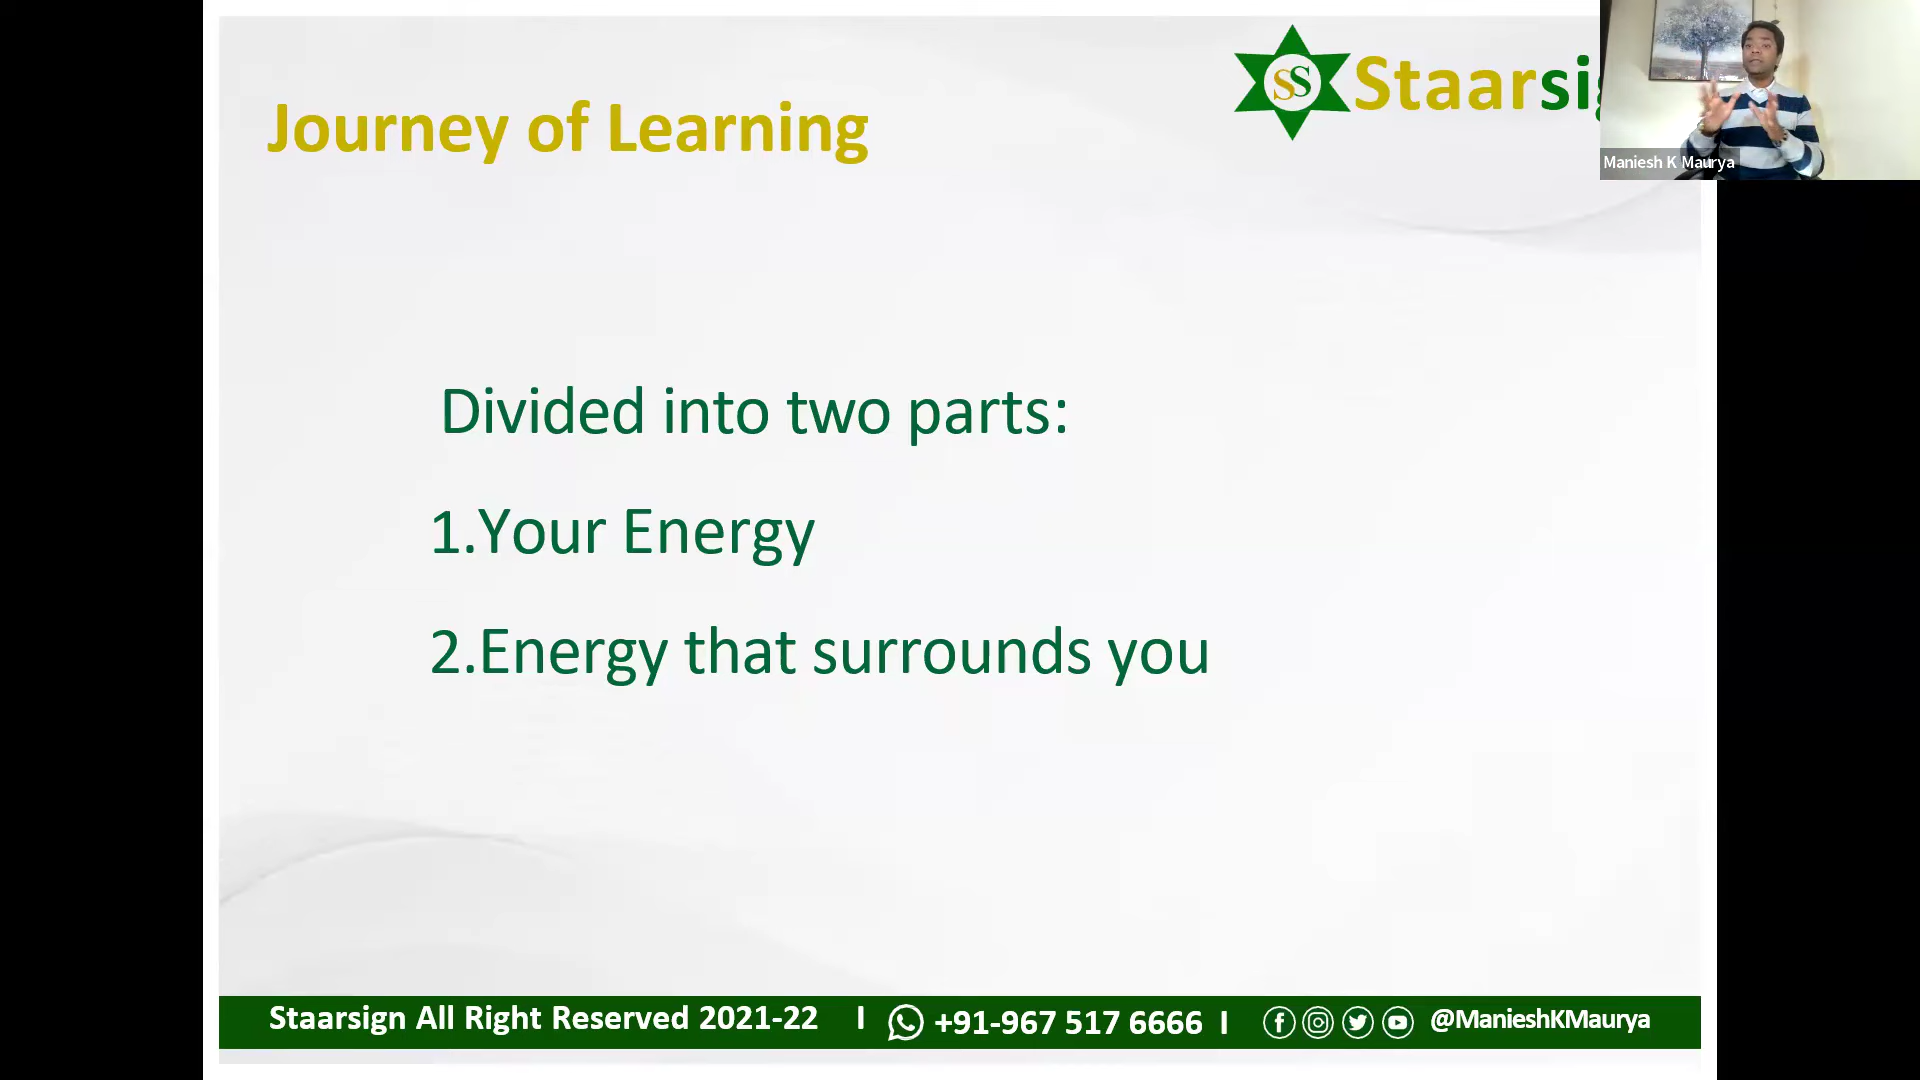 Journey of Learning
SS
Maniesh K Maurya
Divided into two parts:
1.Your Energy
2.Energy that surrounds you
Staarsign All Right Reserved 2021-22 I +91-967 517 6666 I @ManieshKMaurya